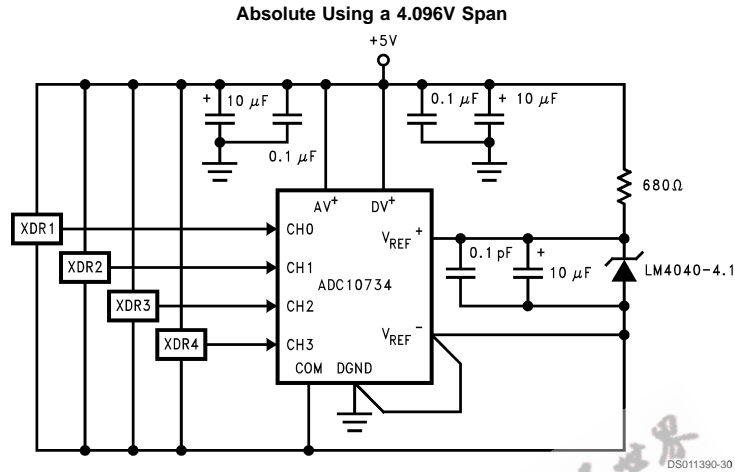 Absolute Using a 4.096V Span
+5V
+ 10 μF
0.1 μF
0.1 μF + 10 μF
680Ω
AV+ DV+
XDR1 CH0 VREF+
0.1 pF +
10 μF
LM4040-4.1
XDR2 CH1
ADC10734
XDR3 CH2
XDR4 CH3 VREF−
COM DGND
DS011390-30